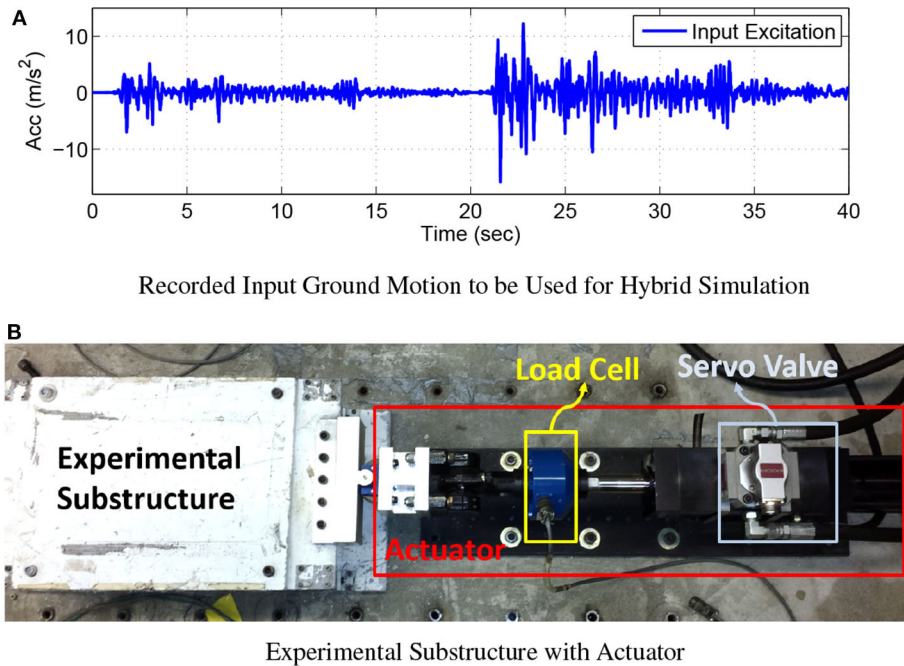 A
Acc (m/s²)
10
0
−10
Input Excitation
0 5 10 15 20 25 30 35 40
Time (sec)
Recorded Input Ground Motion to be Used for Hybrid Simulation
B
Load Cell
Servo Valve
Experimental
Substructure
Actuator
Experimental Substructure with Actuator